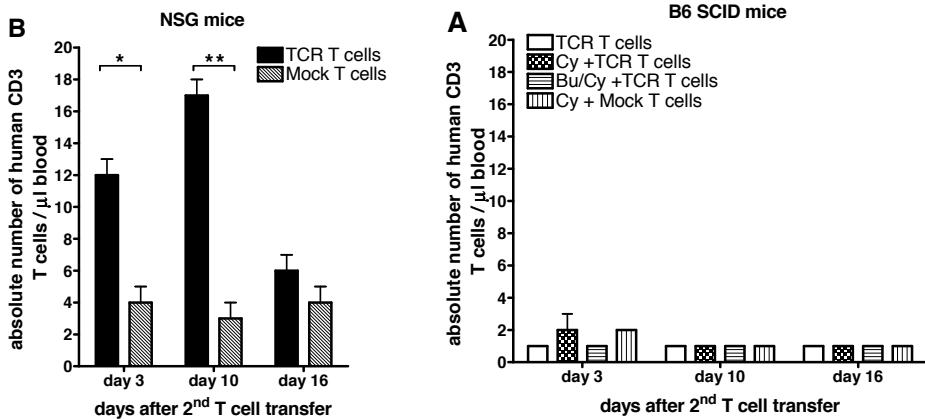 B
NSG mice
TCR T cells
Mock T cells
*
**
absolute number of human CD3
T cells / µl blood
20
18
16
14
12
10
8
6
4
2
0
day 3
day 10
day 16
days after 2nd T cell transfer
A
B6 SCID mice
TCR T cells
Cy +TCR T cells
Bu/Cy +TCR T cells
Cy + Mock T cells
absolute number of human CD3
T cells / µl blood
20
18
16
14
12
10
8
6
4
2
0
day 3
day 10
day 16
days after 2nd T cell transfer